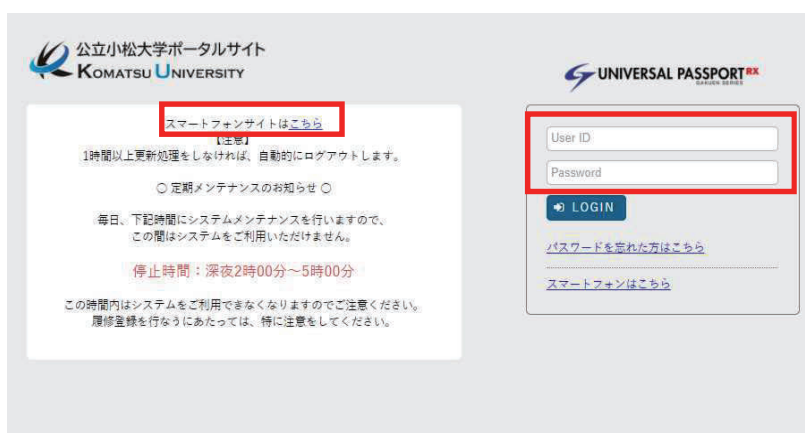 公立小松大学ポータルサイト
KOMATSU UNIVERSITY
スマートフォンサイトはこちら
【注意】
1時間以上更新処理をしなければ、自動的にログアウトします。
○ 定期メンテナンスのお知らせ ○
毎日、下記時間にシステムメンテナンスを行いますので、
この間はシステムをご利用いただけません。
停止時間：深夜2時00分～5時00分
この時間内はシステムをご利用できなくなりますのでご注意ください。
履修登録を行なうにあたっては、特に注意をしてください。
UNIVERSAL PASSPORT RX
GAKUEN SERIES
User ID
Password
LOGIN
パスワードを忘れた方はこちら
スマートフォンはこちら